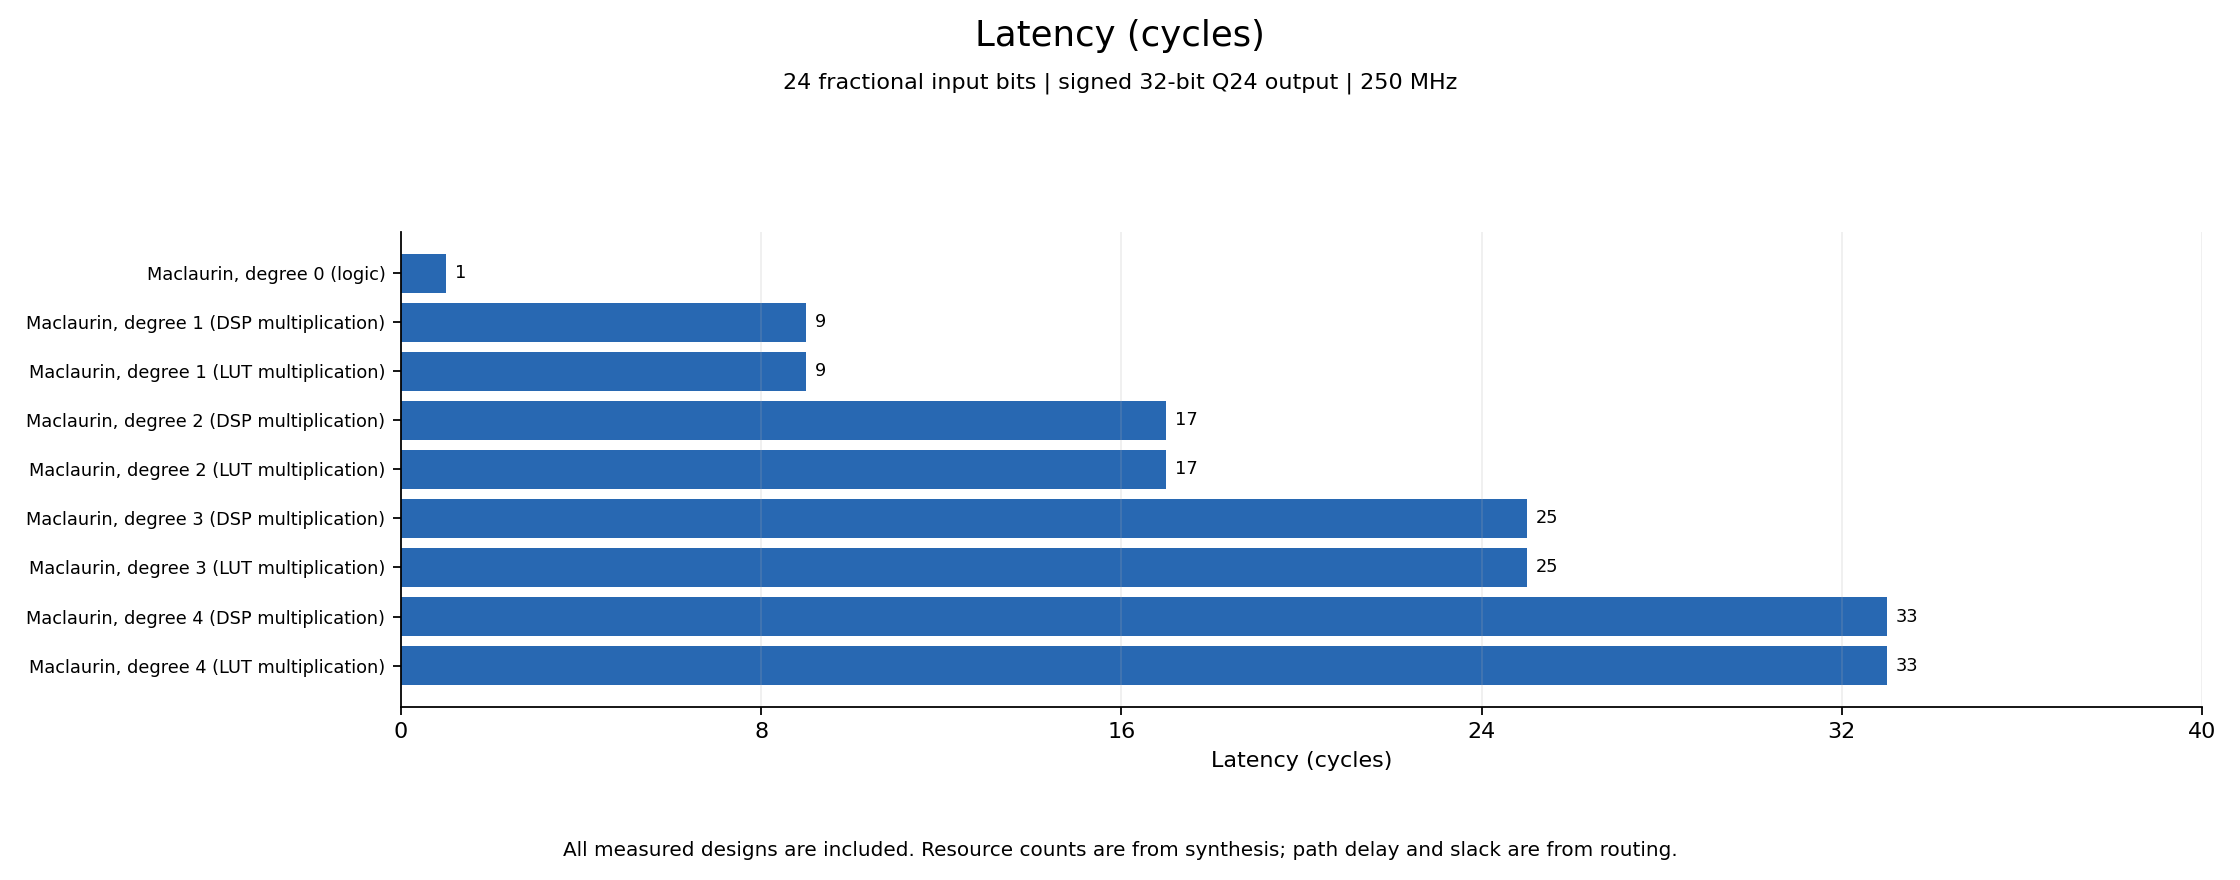 Latency (cycles)
24 fractional input bits | signed 32-bit Q24 output | 250 MHz
Maclaurin, degree 0 (logic) 1
Maclaurin, degree 1 (DSP multiplication) 9
Maclaurin, degree 1 (LUT multiplication) 9
Maclaurin, degree 2 (DSP multiplication) 17
Maclaurin, degree 2 (LUT multiplication) 17
Maclaurin, degree 3 (DSP multiplication) 25
Maclaurin, degree 3 (LUT multiplication) 25
Maclaurin, degree 4 (DSP multiplication) 33
Maclaurin, degree 4 (LUT multiplication) 33
0 8 16 24 32 40
Latency (cycles)
All measured designs are included. Resource counts are from synthesis; path delay and slack are from routing.